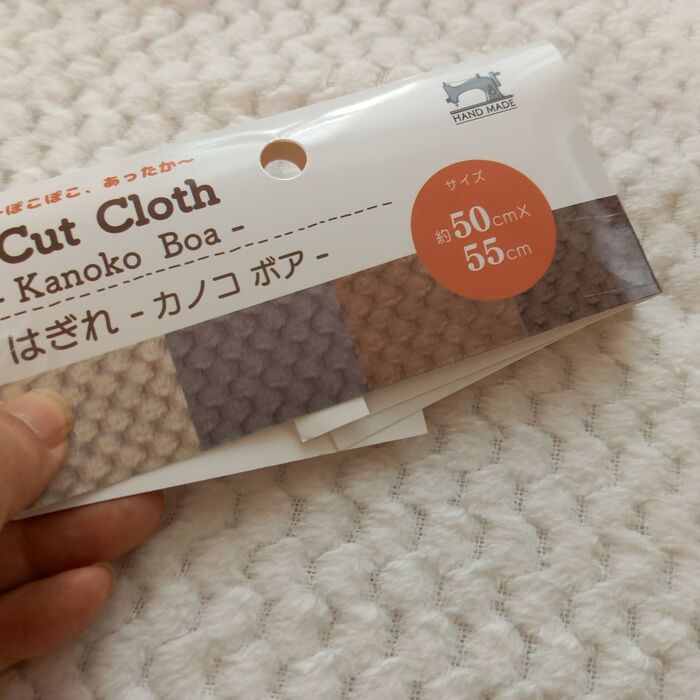 ぽこぽこ、あったか～
Cut Cloth
- Kanoko Boa -
はぎれ - カノコ ボア -
HAND MADE
サイズ
約50cm×
55cm